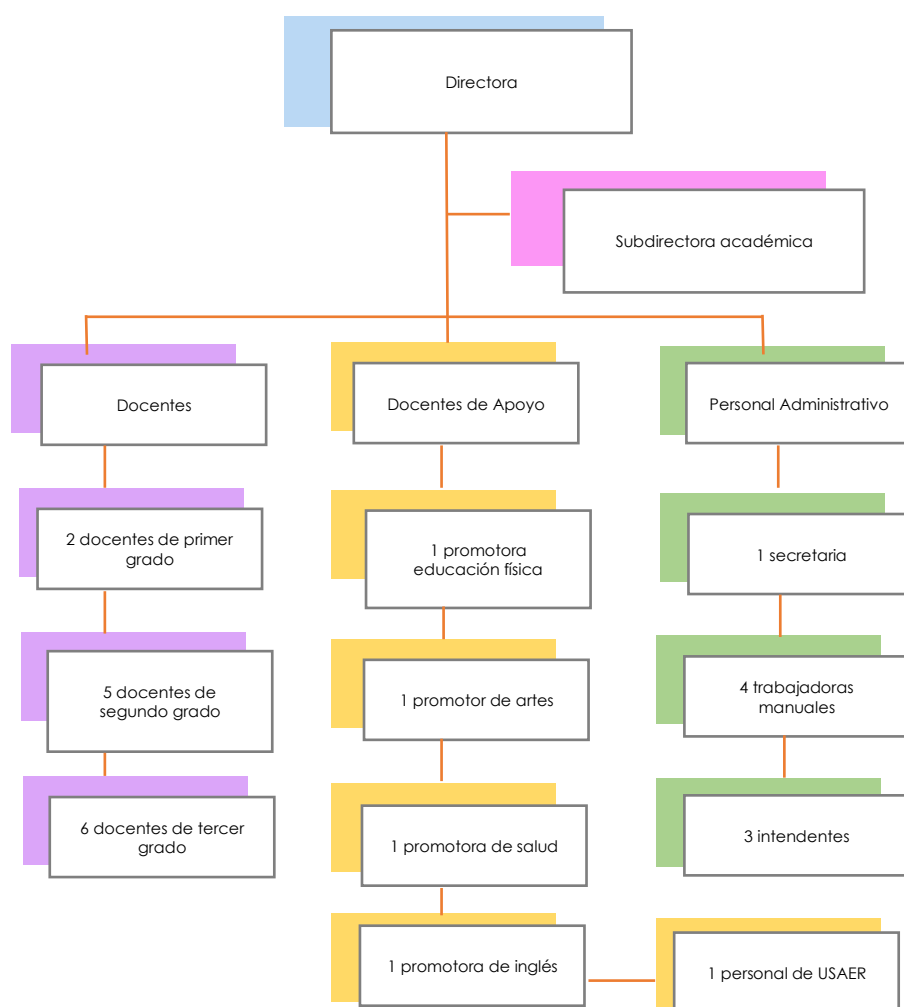 Directora
Subdirectora académica
Docentes
Docentes de Apoyo
Personal Administrativo
2 docentes de primer
grado
1 promotora
educación física
1 secretaria
5 docentes de
segundo grado
1 promotor de artes
4 trabajadoras
manuales
6 docentes de tercer
grado
1 promotora de salud
3 intendentes
1 promotora de inglés
1 personal de USAER